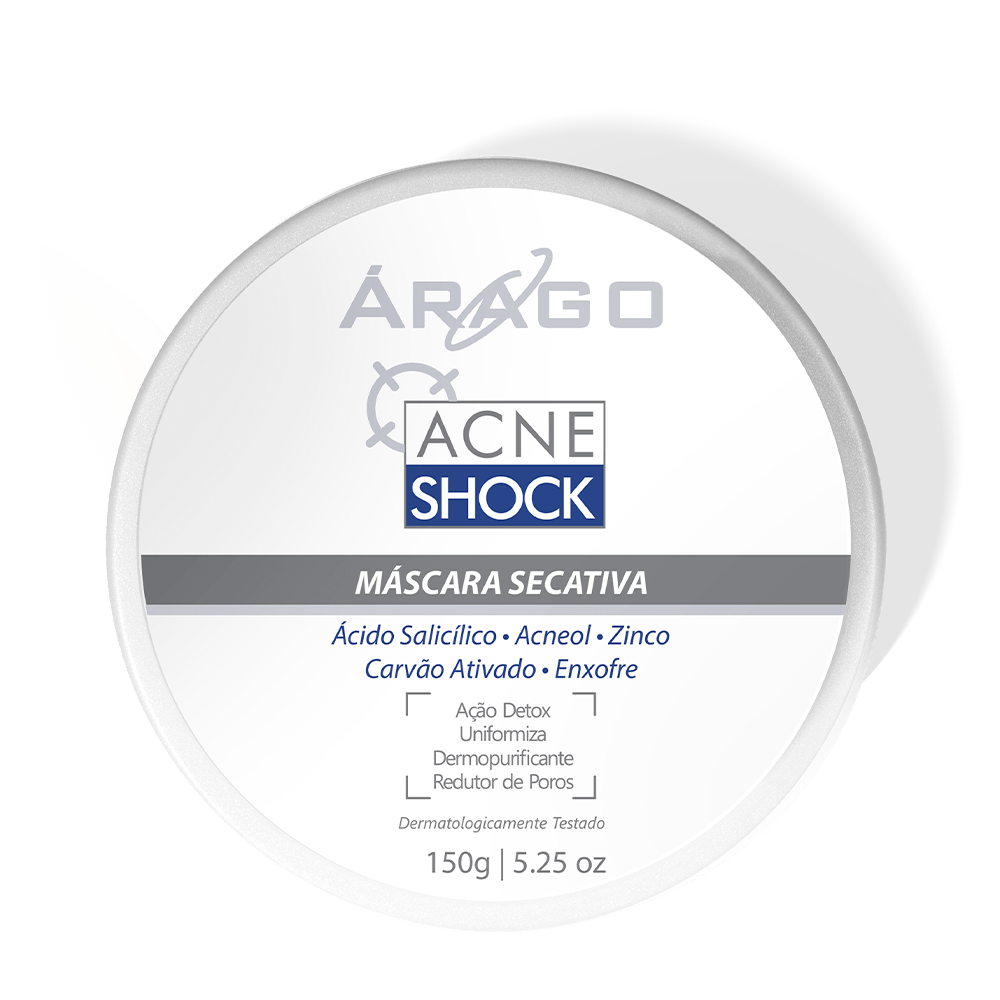 ÁRAGO
ACNE
SHOCK
MÁSCARA SECATIVA
Ácido Salicílico • Acneol • Zinco
Carvão Ativado • Enxofre
Ação Detox
Uniformiza
Dermopurificante
Redutor de Poros
Dermatologicamente Testado
150g | 5.25 oz